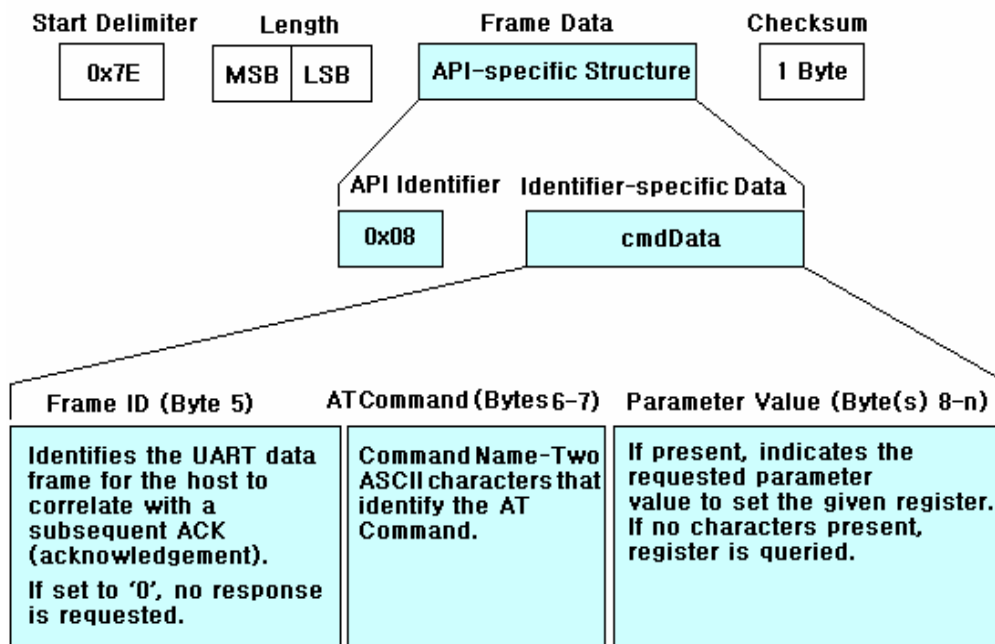 Start Delimiter Length Frame Data Checksum
0x7E MSB LSB API-specific Structure 1 Byte
API Identifier Identifier-specific Data
0x08 cmdData
Frame ID (Byte 5)
Identifies the UART data
frame for the host to
correlate with a
subsequent ACK
(acknowledgement).
If set to ‘0’, no response
is requested.
AT Command (Bytes 6-7)
Command Name-Two
ASCII characters that
identify the AT
Command.
Parameter Value (Byte(s) 8-n)
If present, indicates the
requested parameter
value to set the given register.
If no characters present,
register is queried.